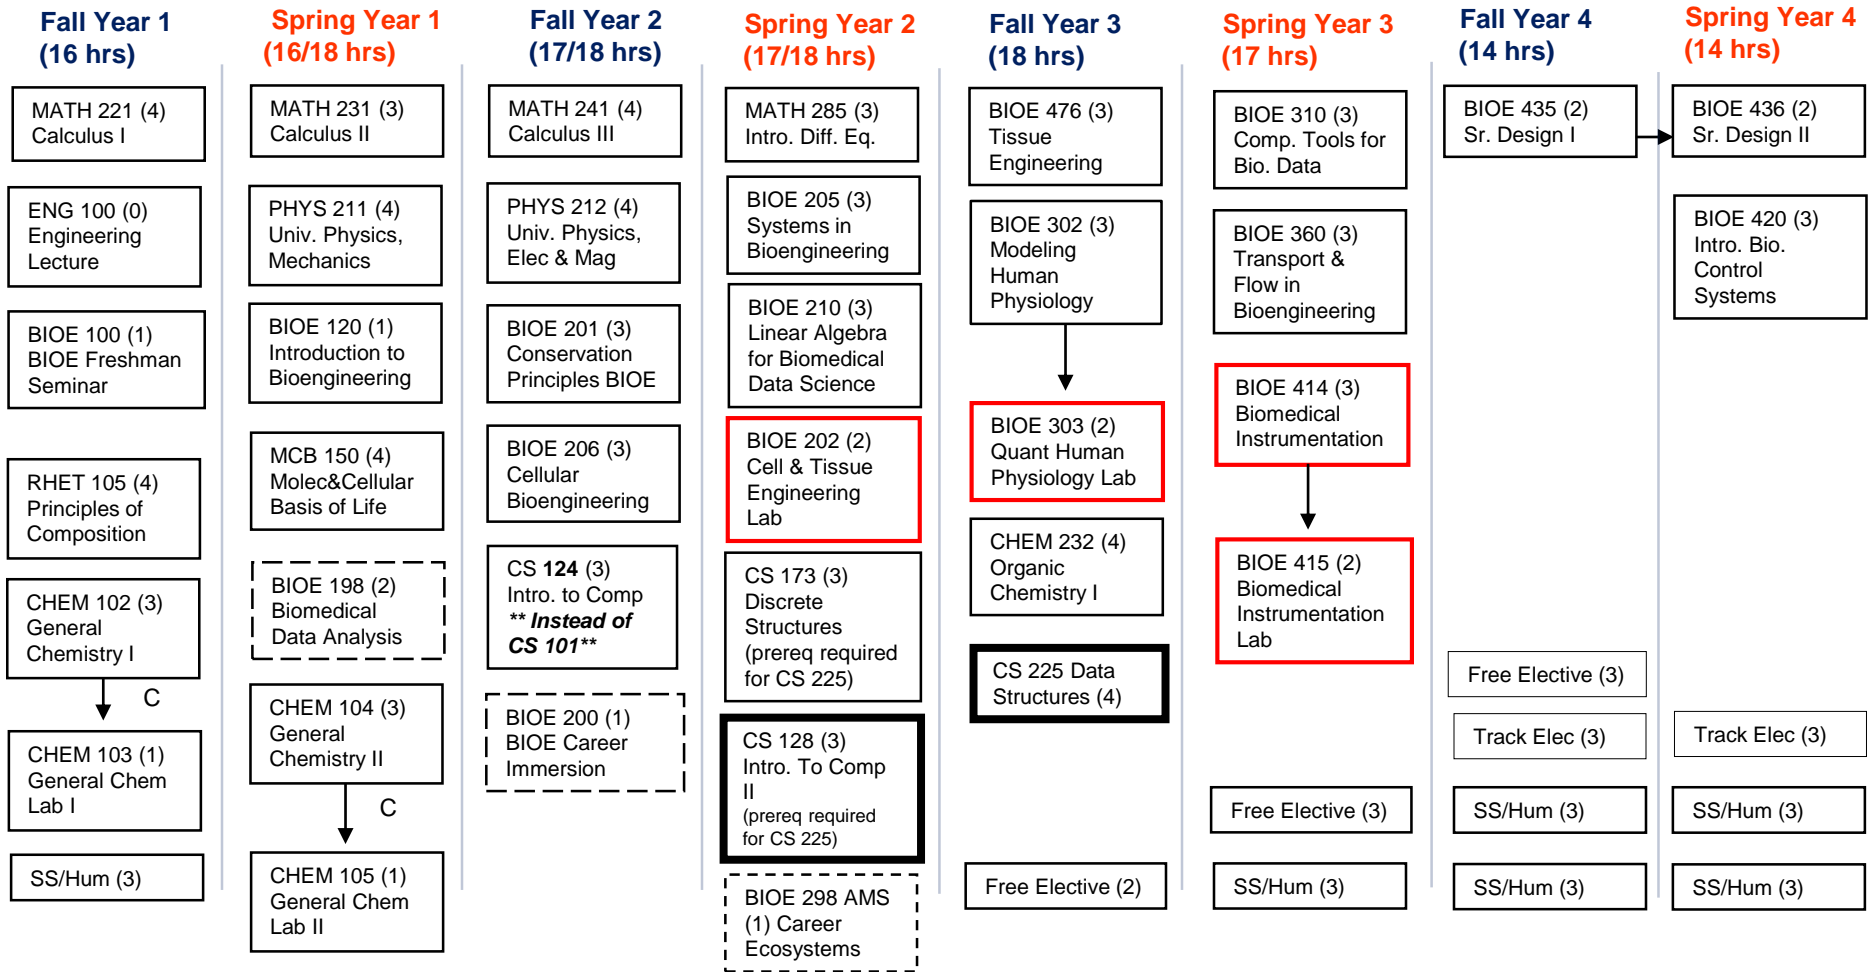 Fall Year 1
(16 hrs)
MATH 221 (4)
Calculus I
ENG 100 (0)
Engineering
Lecture
BIOE 100 (1)
BIOE Freshman
Seminar
RHET 105 (4)
Principles of
Composition
CHEM 102 (3)
General
Chemistry I
C
CHEM 103 (1)
General Chem
Lab I
SS/Hum (3)
Spring Year 1
(16/18 hrs)
MATH 231 (3)
Calculus II
PHYS 211 (4)
Univ. Physics,
Mechanics
BIOE 120 (1)
Introduction to
Bioengineering
MCB 150 (4)
Molec&Cellular
Basis of Life
BIOE 198 (2)
Biomedical
Data Analysis
CHEM 104 (3)
General
Chemistry II
C
CHEM 105 (1)
General Chem
Lab II
Fall Year 2
(17/18 hrs)
MATH 241 (4)
Calculus III
PHYS 212 (4)
Univ. Physics,
Elec & Mag
BIOE 201 (3)
Conservation
Principles BIOE
BIOE 206 (3)
Cellular
Bioengineering
CS 124 (3)
Intro. to Comp
** Instead of
CS 101**
BIOE 200 (1)
BIOE Career
Immersion
Spring Year 2
(17/18 hrs)
MATH 285 (3)
Intro. Diff. Eq.
BIOE 205 (3)
Systems in
Bioengineering
BIOE 210 (3)
Linear Algebra
for Biomedical
Data Science
BIOE 202 (2)
Cell & Tissue
Engineering
Lab
CS 173 (3)
Discrete
Structures
(prereq required
for CS 225)
CS 128 (3)
Intro. To Comp
II
(prereq required
for CS 225)
BIOE 298 AMS
(1) Career
Ecosystems
Fall Year 3
(18 hrs)
BIOE 476 (3)
Tissue
Engineering
BIOE 302 (3)
Modeling
Human
Physiology
BIOE 303 (2)
Quant Human
Physiology Lab
CHEM 232 (4)
Organic
Chemistry I
CS 225 Data
Structures (4)
Free Elective (2)
Spring Year 3
(17 hrs)
BIOE 310 (3)
Comp. Tools for
Bio. Data
BIOE 360 (3)
Transport &
Flow in
Bioengineering
BIOE 414 (3)
Biomedical
Instrumentation
BIOE 415 (2)
Biomedical
Instrumentation
Lab
Free Elective (3)
SS/Hum (3)
Fall Year 4
(14 hrs)
BIOE 435 (2)
Sr. Design I
Free Elective (3)
Track Elec (3)
SS/Hum (3)
SS/Hum (3)
Spring Year 4
(14 hrs)
BIOE 436 (2)
Sr. Design II
BIOE 420 (3)
Intro. Bio.
Control
Systems
Track Elec (3)
SS/Hum (3)
SS/Hum (3)